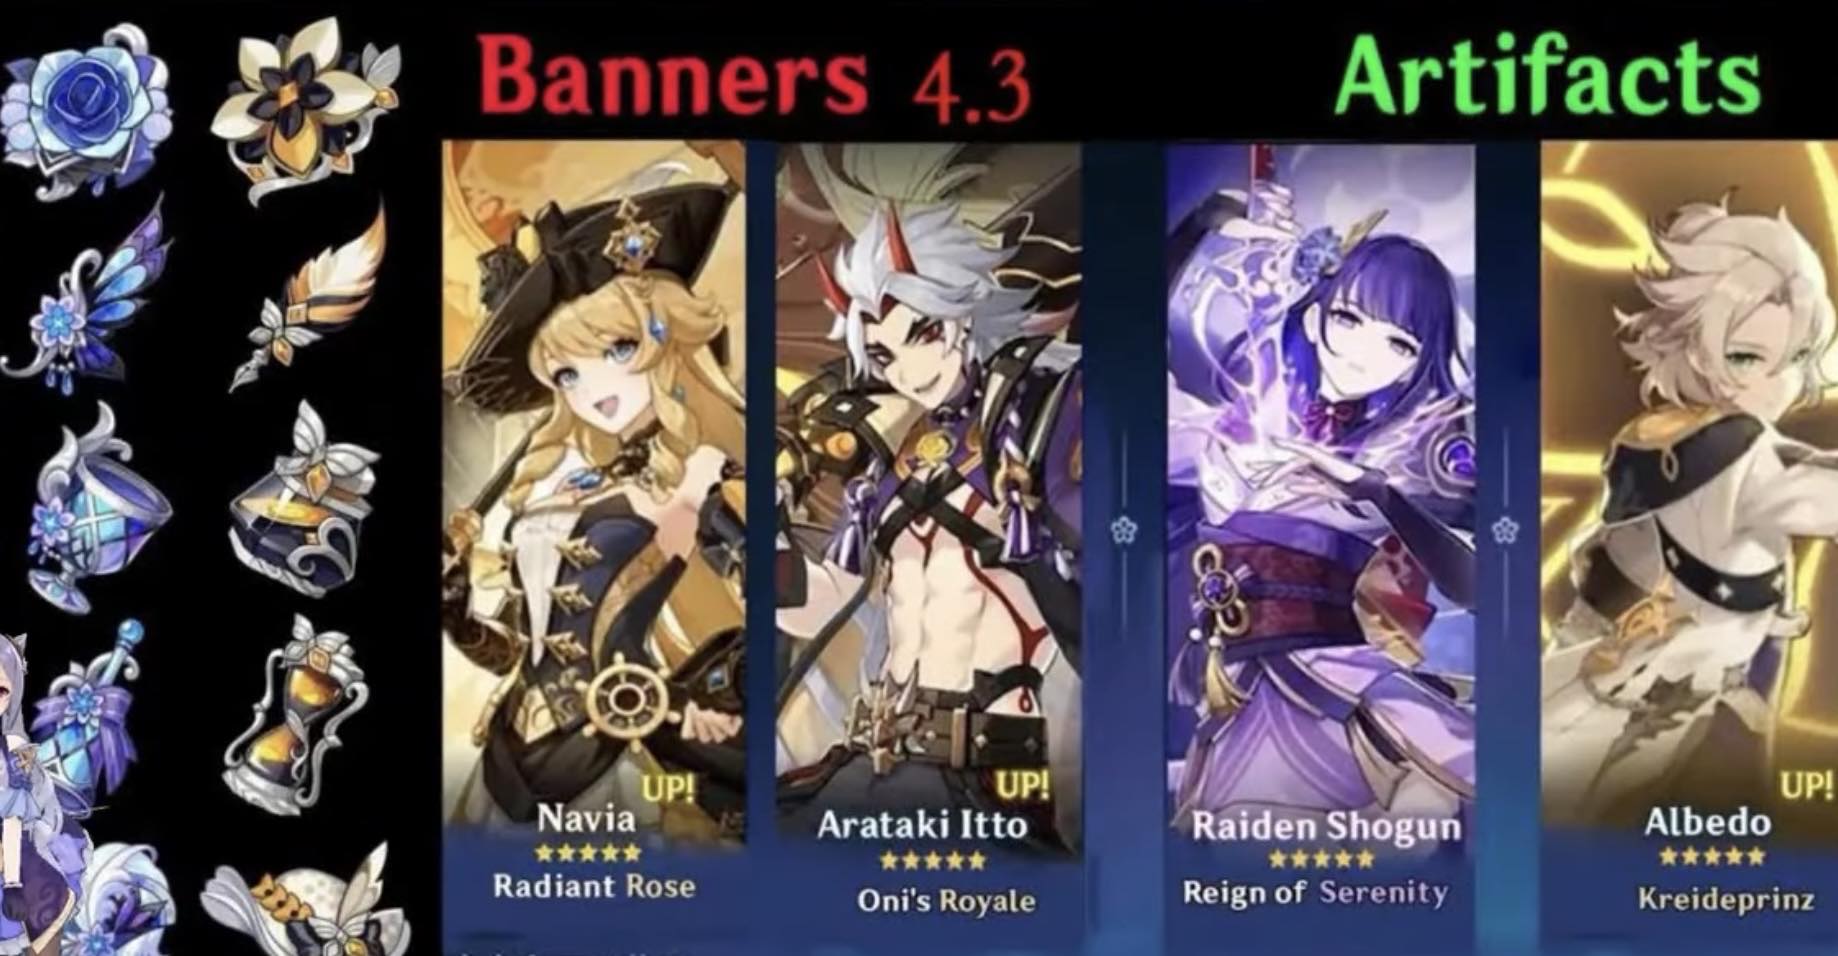 Banners 4.3
Artifacts
UP!
Navia
Radiant Rose
UP!
Arataki Itto
Oni's Royale
Raiden Shogun
Reign of Serenity
UP!
Albedo
Kreideprinz